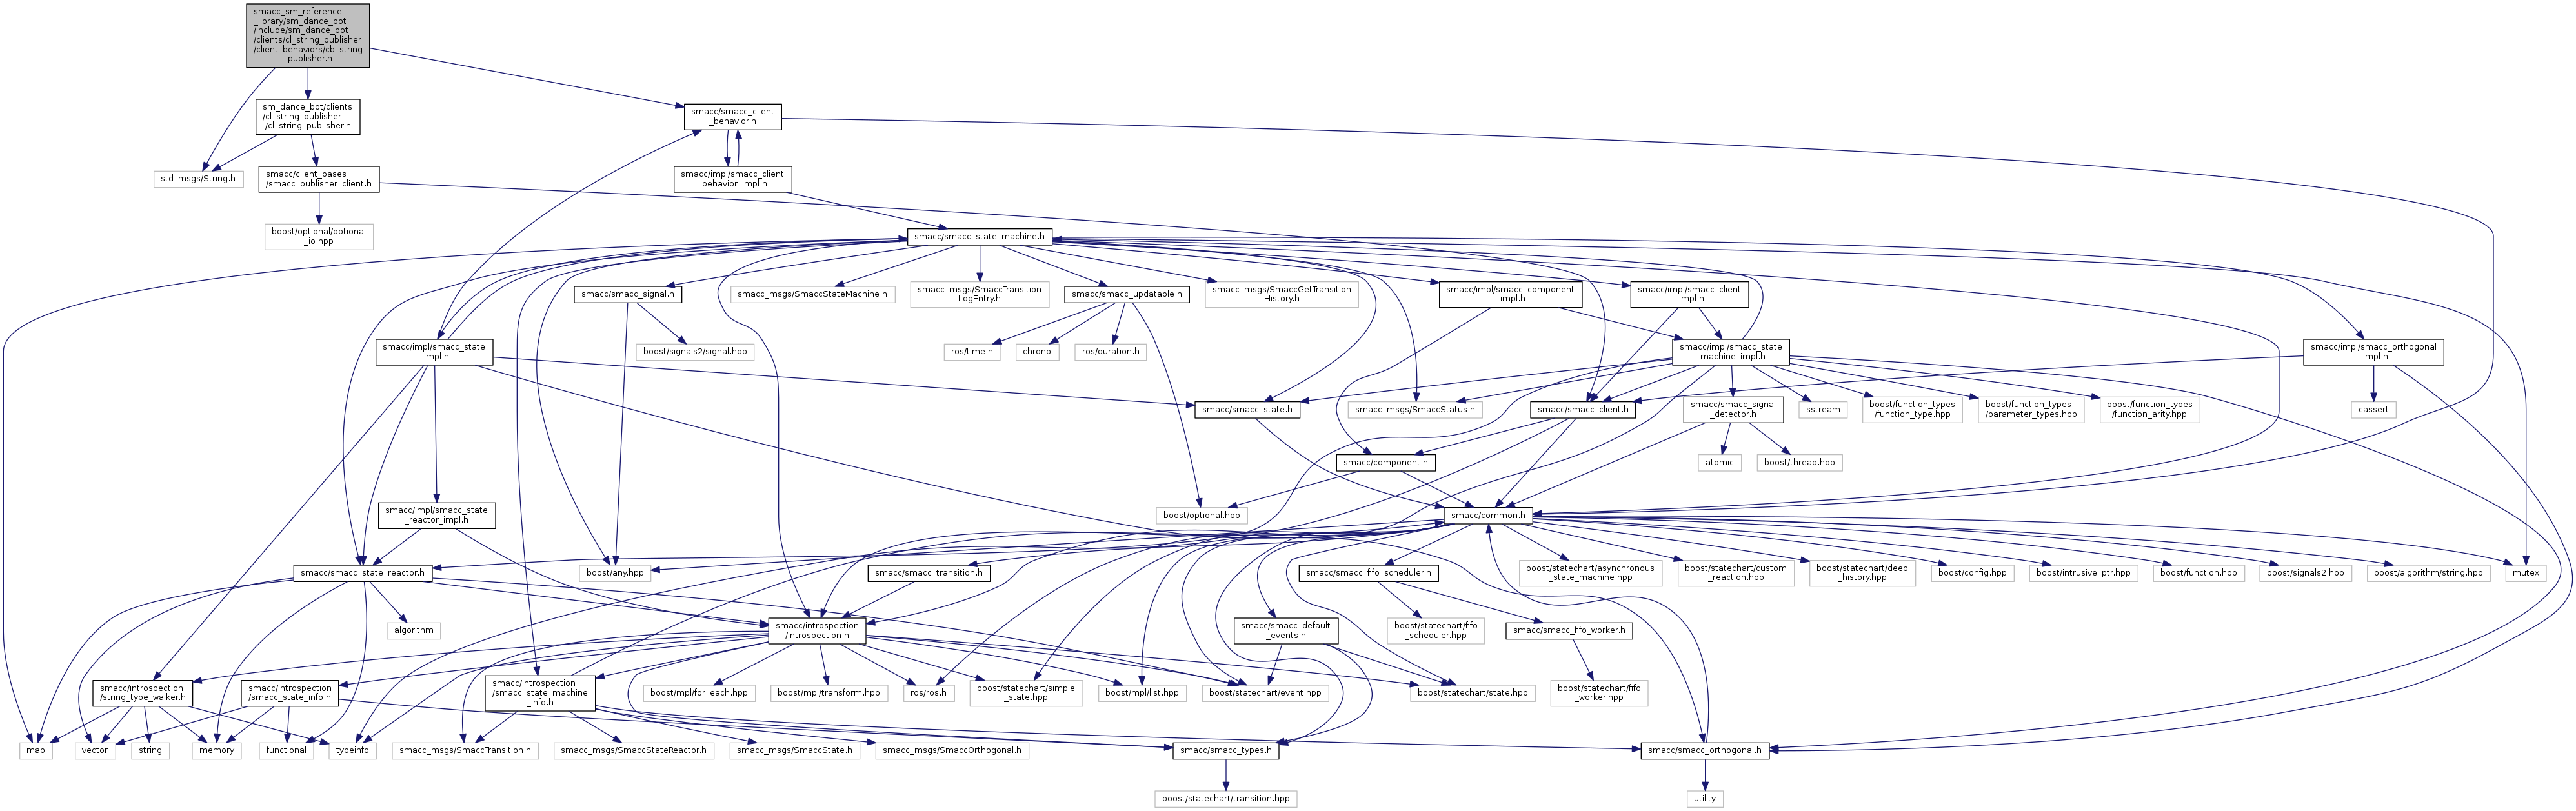 smacc_sm_reference
_library/sm_dance_bot
/include/sm_dance_bot
/clients/cl_string_publisher
/client_behaviors/cb_string
_publisher.h
sm_dance_bot/clients
/cl_string_publisher
/cl_string_publisher.h
smacc/smacc_client
_behavior.h
std_msgs/String.h
smacc/client_bases
/smacc_publisher_client.h
smacc/impl/smacc_client
_behavior_impl.h
boost/optional/optional
_io.hpp
smacc/smacc_state_machine.h
smacc/smacc_signal.h
smacc_msgs/SmaccStateMachine.h
smacc_msgs/SmaccTransition
LogEntry.h
smacc/smacc_updatable.h
smacc_msgs/SmaccGetTransition
History.h
smacc/impl/smacc_component
_impl.h
smacc/impl/smacc_client
_impl.h
smacc/impl/smacc_state
_impl.h
boost/signals2/signal.hpp
ros/time.h
chrono
ros/duration.h
smacc/impl/smacc_state
_machine_impl.h
smacc/impl/smacc_orthogonal
_impl.h
smacc/smacc_state.h
smacc_msgs/SmaccStatus.h
smacc/smacc_client.h
smacc/smacc_signal
_detector.h
sstream
boost/function_types
/function_type.hpp
boost/function_types
/parameter_types.hpp
boost/function_types
/function_arity.hpp
cassert
smacc/component.h
atomic
boost/thread.hpp
smacc/impl/smacc_state
_reactor_impl.h
boost/optional.hpp
smacc/common.h
smacc/smacc_state_reactor.h
boost/any.hpp
smacc/smacc_transition.h
smacc/smacc_fifo_scheduler.h
boost/statechart/asynchronous
_state_machine.hpp
boost/statechart/custom
_reaction.hpp
boost/statechart/deep
_history.hpp
boost/config.hpp
boost/intrusive_ptr.hpp
boost/function.hpp
boost/signals2.hpp
boost/algorithm/string.hpp
mutex
algorithm
smacc/introspection
/introspection.h
smacc/smacc_default
_events.h
boost/statechart/fifo
_scheduler.hpp
smacc/smacc_fifo_worker.h
smacc/introspection
/string_type_walker.h
smacc/introspection
/smacc_state_info.h
smacc/introspection
/smacc_state_machine
_info.h
boost/mpl/for_each.hpp
boost/mpl/transform.hpp
ros/ros.h
boost/statechart/simple
_state.hpp
boost/mpl/list.hpp
boost/statechart/event.hpp
boost/statechart/state.hpp
boost/statechart/fifo
_worker.hpp
map
vector
string
memory
functional
typeinfo
smacc_msgs/SmaccTransition.h
smacc_msgs/SmaccStateReactor.h
smacc_msgs/SmaccState.h
smacc_msgs/SmaccOrthogonal.h
smacc/smacc_types.h
smacc/smacc_orthogonal.h
boost/statechart/transition.hpp
utility